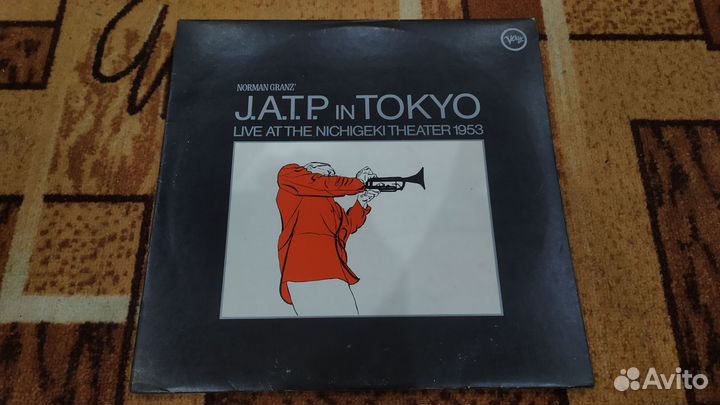 Verve
NORMAN GRANZ'
J.A.T.P. IN TOKYO
LIVE AT THE NICHIGEKI THEATER 1953
Avito